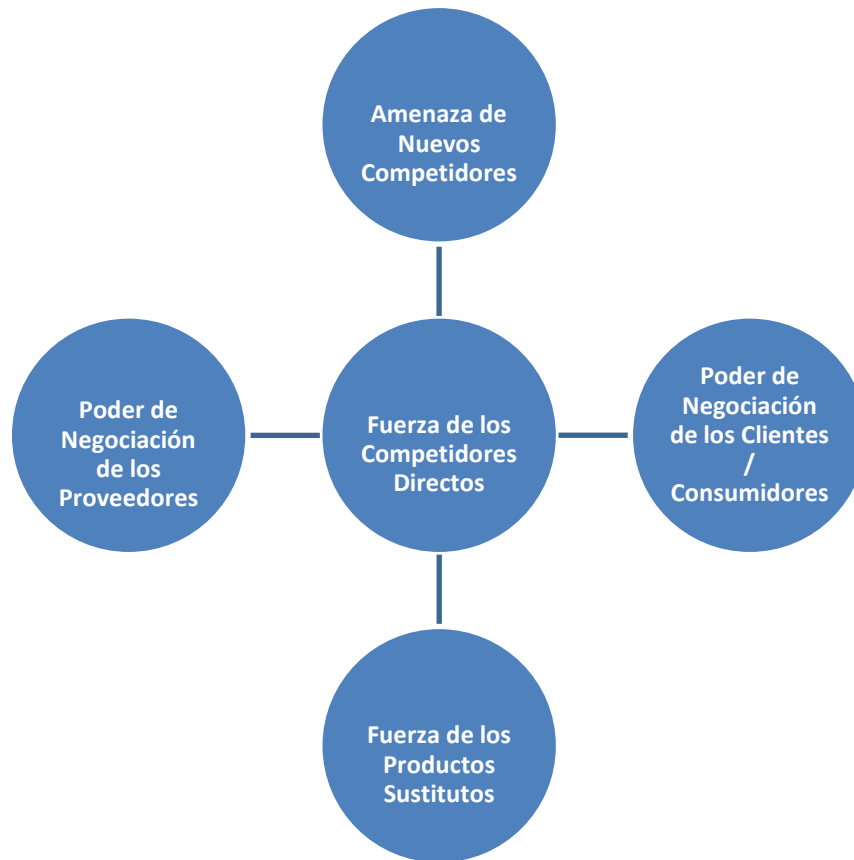 Amenaza de
Nuevos
Competidores
Poder de
Negociación
de los
Proveedores
Fuerza de los
Competidores
Directos
Poder de
Negociación
de los Clientes
/
Consumidores
Fuerza de los
Productos
Sustitutos